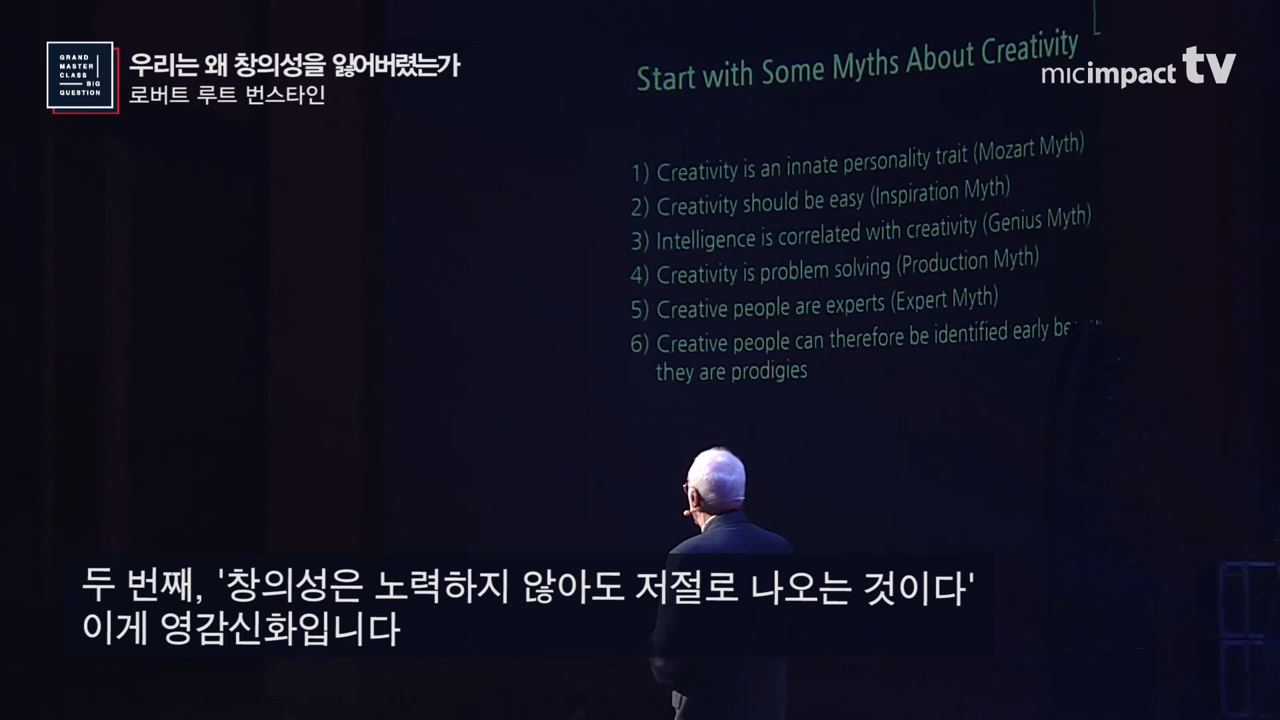 GRAND
MASTER
CLASS
BIG
QUESTION
우리는 왜 창의성을 잃어버렸는가
로버트 루트 번스타인
micimpact tv
Start with Some Myths About Creativity
1) Creativity is an innate personality trait (Mozart Myth)
2) Creativity should be easy (Inspiration Myth)
3) Intelligence is correlated with creativity (Genius Myth)
4) Creativity is problem solving (Production Myth)
5) Creative people are experts (Expert Myth)
6) Creative people can therefore be identified early
they are prodigies
두 번째, '창의성은 노력하지 않아도 저절로 나오는 것이다'
이게 영감신화입니다